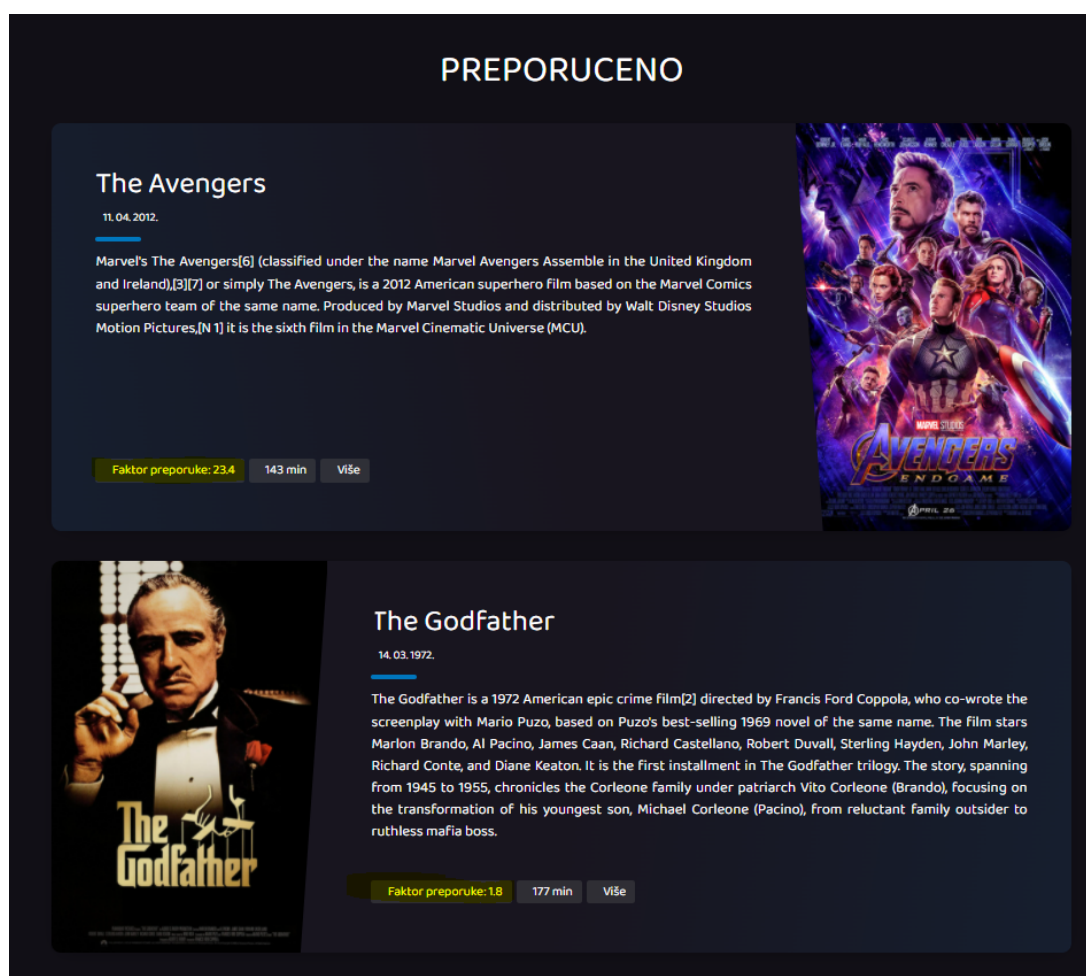 PREPORUCENO
The Avengers
11. 04. 2012.
Marvel's The Avengers[6] (classified under the name Marvel Avengers Assemble in the United Kingdom
and Ireland),[3][7] or simply The Avengers, is a 2012 American superhero film based on the Marvel Comics
superhero team of the same name. Produced by Marvel Studios and distributed by Walt Disney Studios
Motion Pictures,[N 1] it is the sixth film in the Marvel Cinematic Universe (MCU).
Faktor preporuke: 23.4 143 min Više
MARVEL STUDIOS
AVENGERS
ENDGAME
APRIL 26
The Godfather
14. 03. 1972.
The Godfather is a 1972 American epic crime film[2] directed by Francis Ford Coppola, who co-wrote the
screenplay with Mario Puzo, based on Puzo's best-selling 1969 novel of the same name. The film stars
Marlon Brando, Al Pacino, James Caan, Richard Castellano, Robert Duvall, Sterling Hayden, John Marley,
Richard Conte, and Diane Keaton. It is the first installment in The Godfather trilogy. The story, spanning
from 1945 to 1955, chronicles the Corleone family under patriarch Vito Corleone (Brando), focusing on
the transformation of his youngest son, Michael Corleone (Pacino), from reluctant family outsider to
ruthless mafia boss.
Faktor preporuke: 1.8 177 min Više
The
Godfather